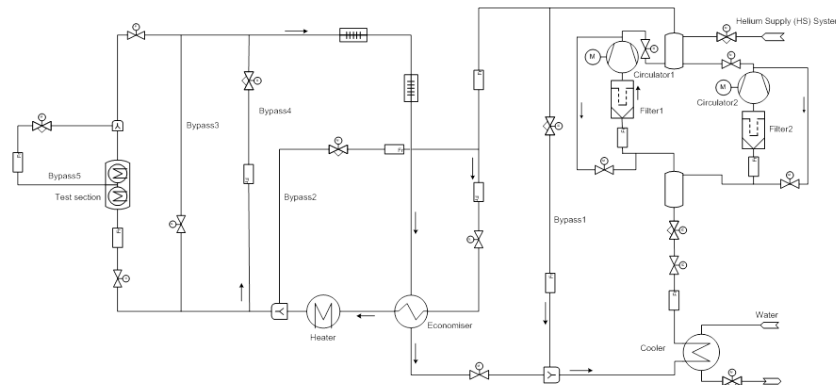 Helium Supply (HS) System
M
Circulator1
M
Circulator2
Bypass3
Bypass4
Filter1
Filter2
Bypass5
Test section
Bypass2
Bypass1
Water
Economiser
Heater
Cooler